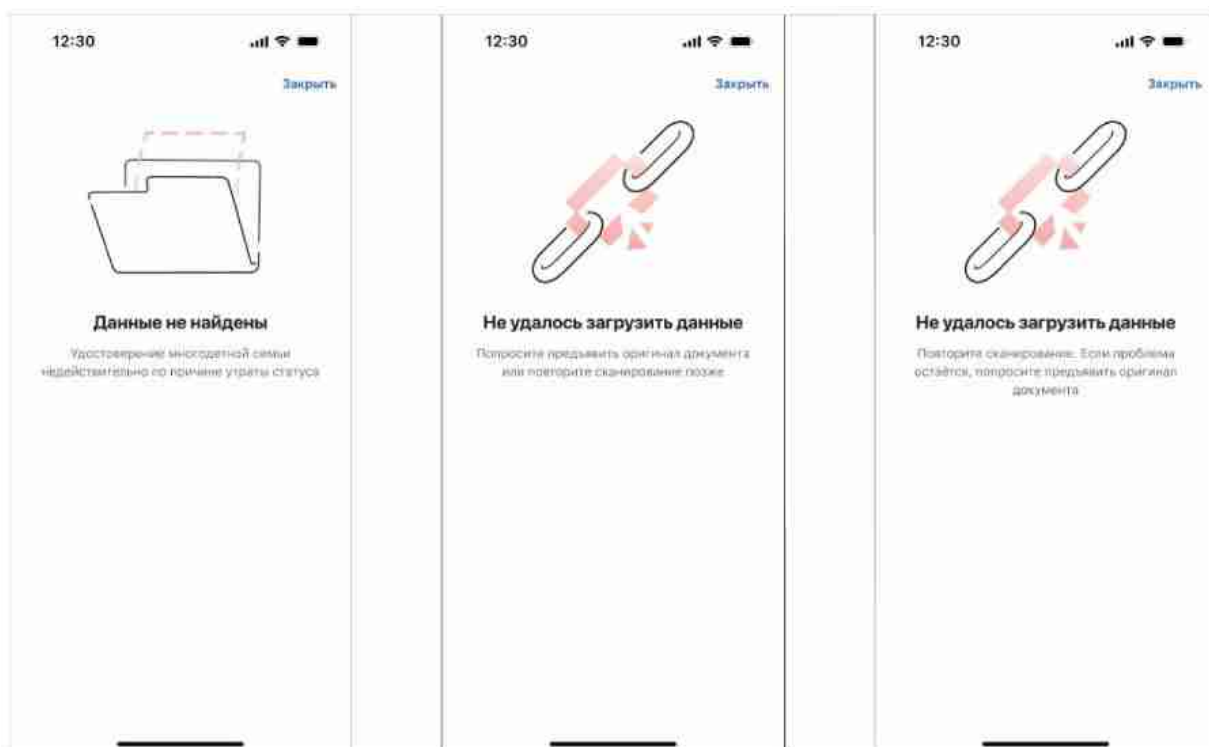 12:30
Закрыть
Данные не найдены
Удостоверение многодетной семьи
недействительно по причине утраты статуса
12:30
Закрыть
Не удалось загрузить данные
Попросите предъявить оригинал документа
или повторите сканирование позже
12:30
Закрыть
Не удалось загрузить данные
Повторите сканирование. Если проблема
остаётся, попросите предъявить оригинал
документа